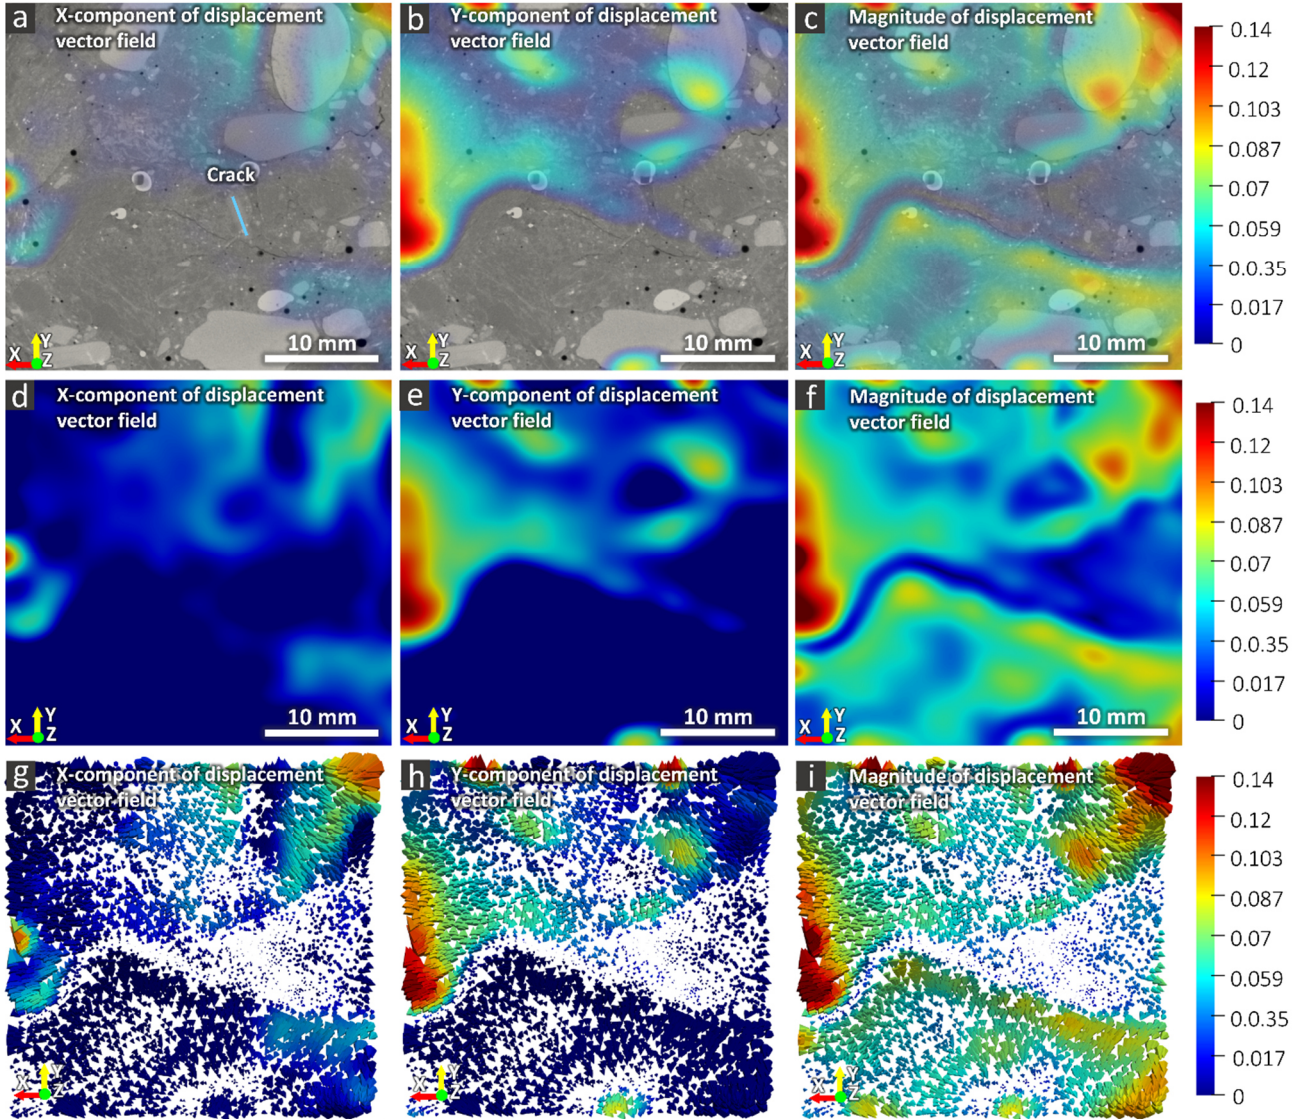 a
X-component of displacement
vector field
Crack
X
Y
Z
10 mm
b
Y-component of displacement
vector field
X
Y
Z
10 mm
c
Magnitude of displacement
vector field
X
Y
Z
10 mm
0.14
0.12
0.103
0.087
0.07
0.059
0.035
0.017
0
d
X-component of displacement
vector field
X
Y
Z
10 mm
e
Y-component of displacement
vector field
X
Y
Z
10 mm
f
Magnitude of displacement
vector field
X
Y
Z
10 mm
0.14
0.12
0.103
0.087
0.07
0.059
0.035
0.017
0
g
X-component of displacement
vector field
X
Y
Z
h
Y-component of displacement
vector field
X
Y
Z
i
Magnitude of displacement
vector field
X
Y
Z
0.14
0.12
0.103
0.087
0.07
0.059
0.035
0.017
0